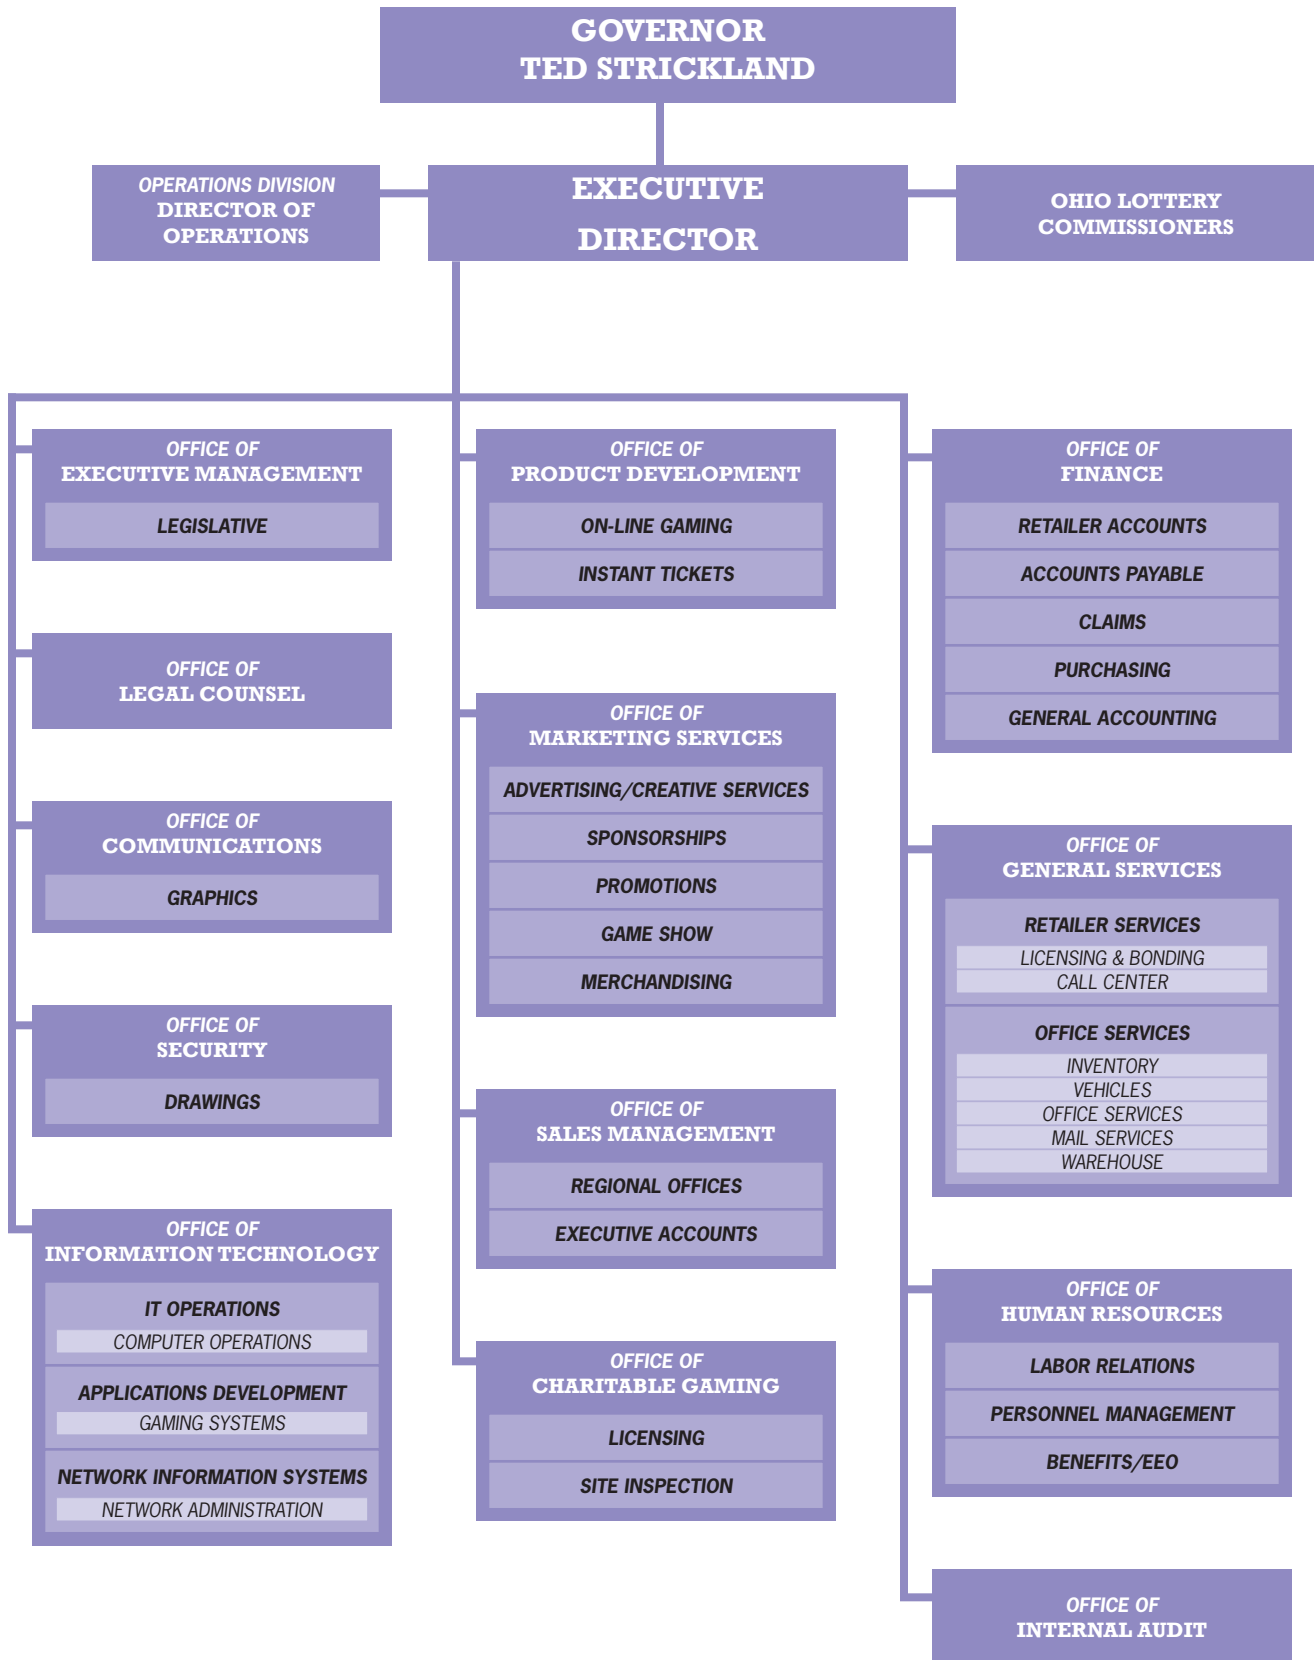 GOVERNOR
TED STRICKLAND
OPERATIONS DIVISION
DIRECTOR OF
OPERATIONS
EXECUTIVE
DIRECTOR
OHIO LOTTERY
COMMISSIONERS
OFFICE OF
EXECUTIVE MANAGEMENT
LEGISLATIVE
OFFICE OF
LEGAL COUNSEL
OFFICE OF
COMMUNICATIONS
GRAPHICS
OFFICE OF
SECURITY
DRAWINGS
OFFICE OF
INFORMATION TECHNOLOGY
IT OPERATIONS
COMPUTER OPERATIONS
APPLICATIONS DEVELOPMENT
GAMING SYSTEMS
NETWORK INFORMATION SYSTEMS
NETWORK ADMINISTRATION
OFFICE OF
PRODUCT DEVELOPMENT
ON-LINE GAMING
INSTANT TICKETS
OFFICE OF
MARKETING SERVICES
ADVERTISING/CREATIVE SERVICES
SPONSORSHIPS
PROMOTIONS
GAME SHOW
MERCHANDISING
OFFICE OF
SALES MANAGEMENT
REGIONAL OFFICES
EXECUTIVE ACCOUNTS
OFFICE OF
CHARITABLE GAMING
LICENSING
SITE INSPECTION
OFFICE OF
FINANCE
RETAILER ACCOUNTS
ACCOUNTS PAYABLE
CLAIMS
PURCHASING
GENERAL ACCOUNTING
OFFICE OF
GENERAL SERVICES
RETAILER SERVICES
LICENSING & BONDING
CALL CENTER
OFFICE SERVICES
INVENTORY
VEHICLES
OFFICE SERVICES
MAIL SERVICES
WAREHOUSE
OFFICE OF
HUMAN RESOURCES
LABOR RELATIONS
PERSONNEL MANAGEMENT
BENEFITS/EEO
OFFICE OF
INTERNAL AUDIT